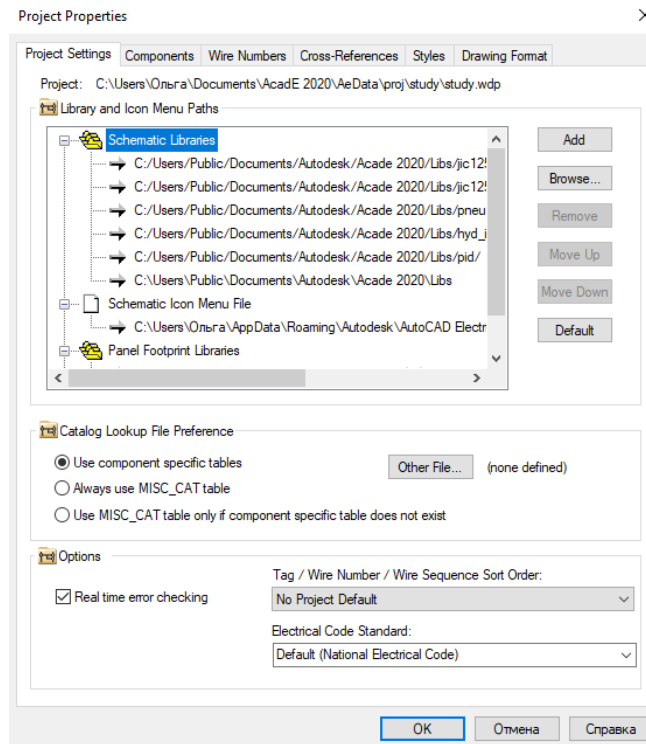 Project Properties
Project Settings Components Wire Numbers Cross-References Styles Drawing Format
Project: C:\Users\Ольга\Documents\AcadE 2020\AeData\proj\study\study.wdp
Library and Icon Menu Paths
Schematic Libraries
C:/Users/Public/Documents/Autodesk/Acade 2020/Libs/jic125
C:/Users/Public/Documents/Autodesk/Acade 2020/Libs/jic125
C:/Users/Public/Documents/Autodesk/Acade 2020/Libs/pneu
C:/Users/Public/Documents/Autodesk/Acade 2020/Libs/hyd_i
C:/Users/Public/Documents/Autodesk/Acade 2020/Libs/pid/
C:\Users\Public\Documents\Autodesk\Acade 2020\Libs
Schematic Icon Menu File
C:\Users\Ольга\AppData\Roaming\Autodesk\AutoCAD Electr
Panel Footprint Libraries
Add
Browse...
Remove
Move Up
Move Down
Default
Catalog Lookup File Preference
Use component specific tables
Always use MISC_CAT table
Use MISC_CAT table only if component specific table does not exist
Other File... (none defined)
Options
Real time error checking
Tag / Wire Number / Wire Sequence Sort Order:
No Project Default
Electrical Code Standard:
Default (National Electrical Code)
OK Отмена Справка